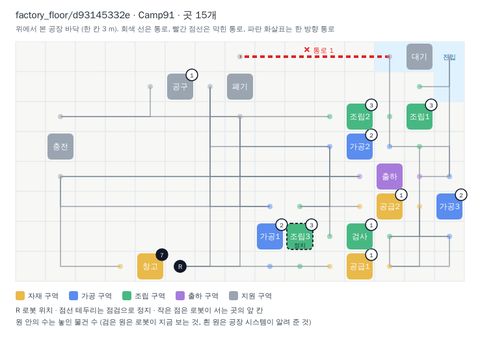 factory_floor/d93145332e · Camp91 · 곳 15개
위에서 본 공장 바닥 (한 칸 3 m). 회색 선은 통로, 빨간 점선은 막힌 통로, 파란 화살표는 한 방향 통로
✕ 통로 1
대기
진입
1
공구
폐기
3
조립2
3
조립1
2
가공2
충전
출하
1
공급2
2
가공3
2
가공1
3
조립3
정지
1
검사
7
창고
R
1
공급1
자재 구역
가공 구역
조립 구역
출하 구역
지원 구역
R 로봇 위치 · 점선 테두리는 점검으로 정지 · 작은 점은 로봇이 서는 곳의 앞 칸
원 안의 수는 놓인 물건 수 (검은 원은 로봇이 지금 보는 것, 흰 원은 공장 시스템이 알려 준 것)